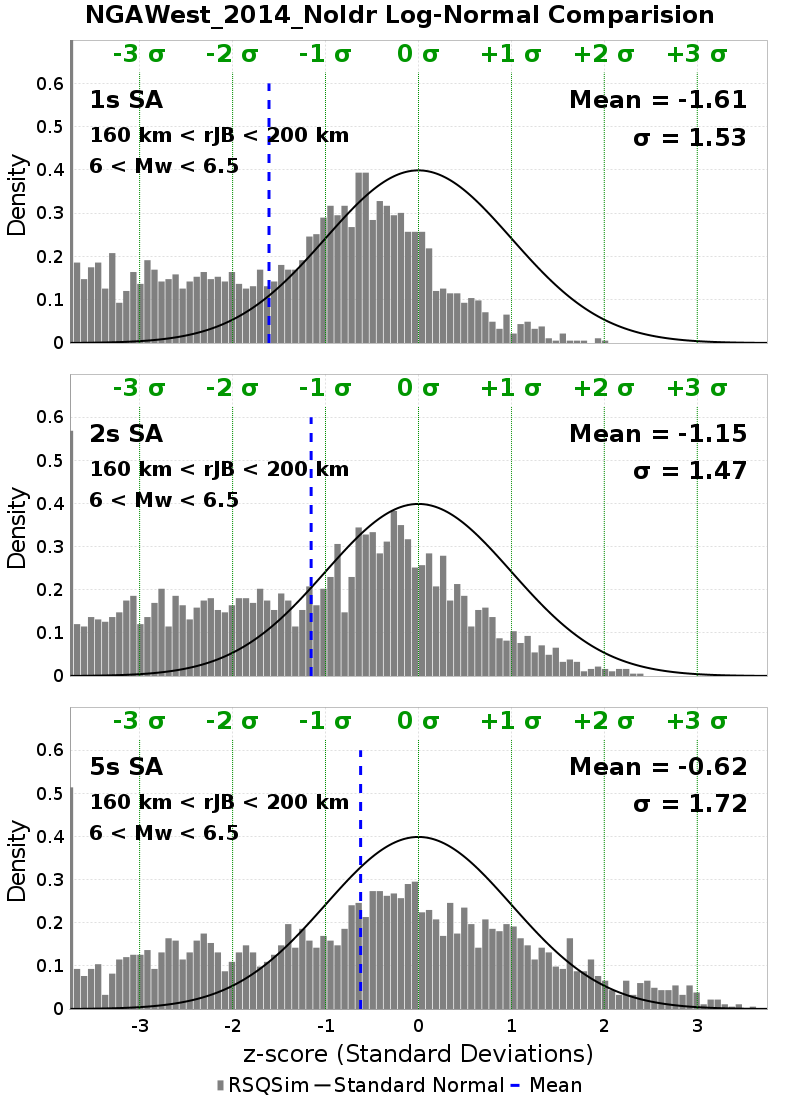 NGAWest_2014_NoIdr Log-Normal Comparision
-3 σ -2 σ -1 σ 0 σ +1 σ +2 σ +3 σ
0.6
1s SA Mean = -1.61
0.5 160 km < rJB < 200 km σ = 1.53
0.4 6 < Mw < 6.5
0.3
0.2
0.1
0
Density
-3 σ -2 σ -1 σ 0 σ +1 σ +2 σ +3 σ
0.6
2s SA Mean = -1.15
0.5 160 km < rJB < 200 km σ = 1.47
0.4 6 < Mw < 6.5
0.3
0.2
0.1
0
Density
-3 σ -2 σ -1 σ 0 σ +1 σ +2 σ +3 σ
0.6
5s SA Mean = -0.62
0.5 160 km < rJB < 200 km σ = 1.72
0.4 6 < Mw < 6.5
0.3
0.2
0.1
0
Density
-3 -2 -1 0 1 2 3
z-score (Standard Deviations)
RSQSim Standard Normal Mean